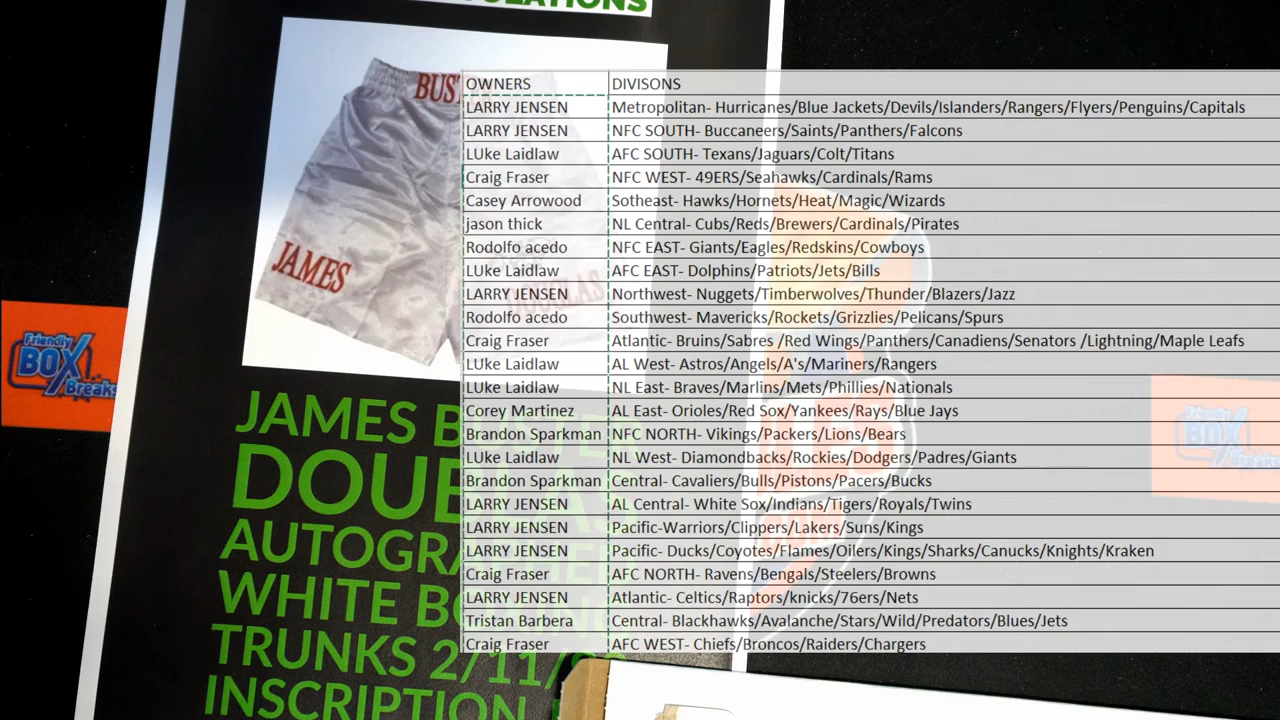 BUS
JAMES
DOUGLAS
Friendly
BOX
Breaks
JAMES B
DOU
AUTOGRA
WHITE BO
TRUNKS 2/11/
INSCRIPTION
OWNERS DIVISONS
LARRY JENSEN Metropolitan- Hurricanes/Blue Jackets/Devils/Islanders/Rangers/Flyers/Penguins/Capitals
LARRY JENSEN NFC SOUTH- Buccaneers/Saints/Panthers/Falcons
LUke Laidlaw AFC SOUTH- Texans/Jaguars/Colt/Titans
Craig Fraser NFC WEST- 49ERS/Seahawks/Cardinals/Rams
Casey Arrowood Sotheast- Hawks/Hornets/Heat/Magic/Wizards
jason thick NL Central- Cubs/Reds/Brewers/Cardinals/Pirates
Rodolfo acedo NFC EAST- Giants/Eagles/Redskins/Cowboys
LUke Laidlaw AFC EAST- Dolphins/Patriots/Jets/Bills
LARRY JENSEN Northwest- Nuggets/Timberwolves/Thunder/Blazers/Jazz
Rodolfo acedo Southwest- Mavericks/Rockets/Grizzlies/Pelicans/Spurs
Craig Fraser Atlantic- Bruins/Sabres /Red Wings/Panthers/Canadiens/Senators /Lightning/Maple Leafs
LUke Laidlaw AL West- Astros/Angels/A's/Mariners/Rangers
LUke Laidlaw NL East- Braves/Marlins/Mets/Phillies/Nationals
Corey Martinez AL East- Orioles/Red Sox/Yankees/Rays/Blue Jays
Brandon Sparkman NFC NORTH- Vikings/Packers/Lions/Bears
LUke Laidlaw NL West- Diamondbacks/Rockies/Dodgers/Padres/Giants
Brandon Sparkman Central- Cavaliers/Bulls/Pistons/Pacers/Bucks
LARRY JENSEN AL Central- White Sox/Indians/Tigers/Royals/Twins
LARRY JENSEN Pacific-Warriors/Clippers/Lakers/Suns/Kings
LARRY JENSEN Pacific- Ducks/Coyotes/Flames/Oilers/Kings/Sharks/Canucks/Knights/Kraken
Craig Fraser AFC NORTH- Ravens/Bengals/Steelers/Browns
LARRY JENSEN Atlantic- Celtics/Raptors/knicks/76ers/Nets
Tristan Barbera Central- Blackhawks/Avalanche/Stars/Wild/Predators/Blues/Jets
Craig Fraser AFC WEST- Chiefs/Broncos/Raiders/Chargers